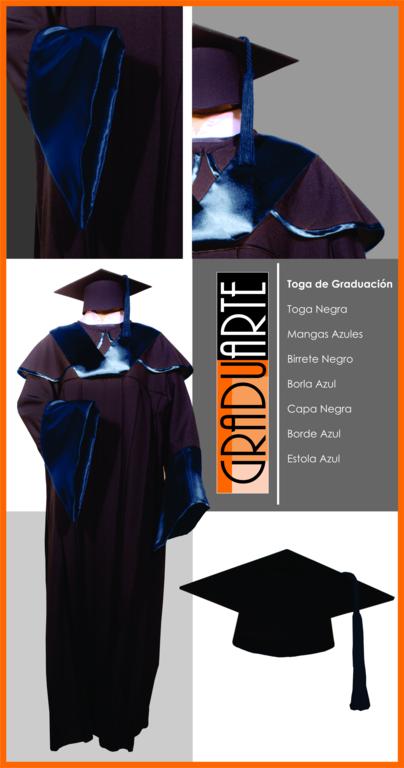 GRADUARTE
Toga de Graduación
Toga Negra
Mangas Azules
Birrete Negro
Borla Azul
Capa Negra
Borde Azul
Estola Azul